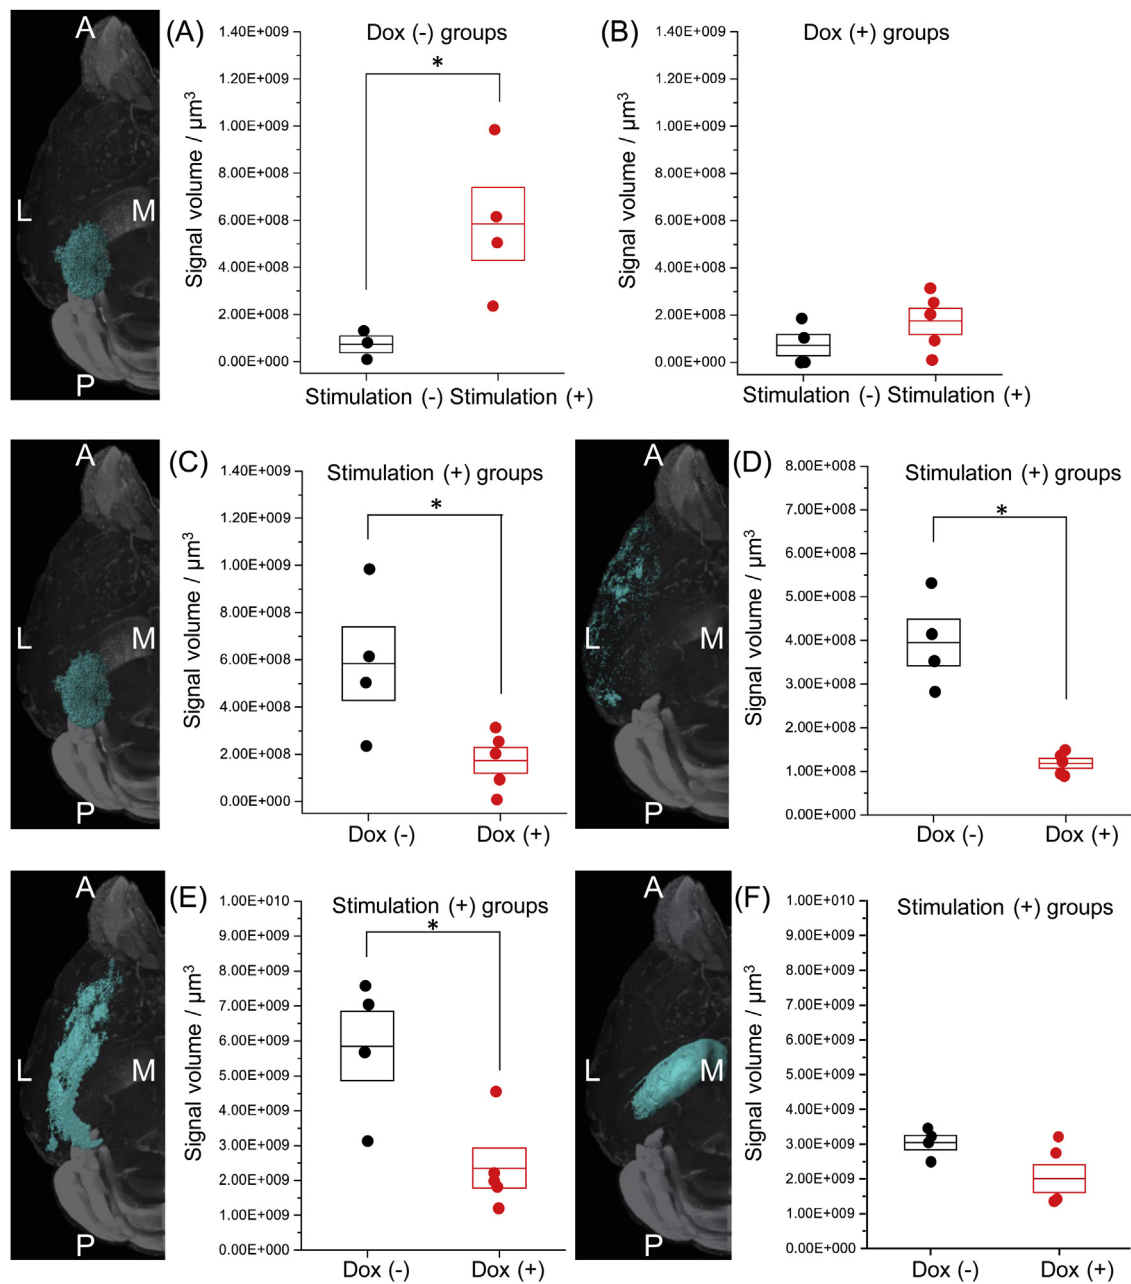 A
L
M
P
(A)
Dox (-) groups
*
Signal volume / µm³
1.40E+009
1.20E+009
1.00E+009
8.00E+008
6.00E+008
4.00E+008
2.00E+008
0.00E+000
Stimulation (-) Stimulation (+)
(B)
Dox (+) groups
Signal volume / µm³
1.40E+009
1.20E+009
1.00E+009
8.00E+008
6.00E+008
4.00E+008
2.00E+008
0.00E+000
Stimulation (-) Stimulation (+)
A
L
M
P
(C)
Stimulation (+) groups
*
Signal volume / µm³
1.40E+009
1.20E+009
1.00E+009
8.00E+008
6.00E+008
4.00E+008
2.00E+008
0.00E+000
Dox (-) Dox (+)
A
L
M
P
(D)
Stimulation (+) groups
*
Signal volume / µm³
8.00E+008
7.00E+008
6.00E+008
5.00E+008
4.00E+008
3.00E+008
2.00E+008
1.00E+008
0.00E+000
Dox (-) Dox (+)
A
L
M
P
(E)
Stimulation (+) groups
*
Signal volume / µm³
1.00E+010
9.00E+009
8.00E+009
7.00E+009
6.00E+009
5.00E+009
4.00E+009
3.00E+009
2.00E+009
1.00E+009
0.00E+000
Dox (-) Dox (+)
A
L
M
P
(F)
Stimulation (+) groups
Signal volume / µm³
1.00E+010
9.00E+009
8.00E+009
7.00E+009
6.00E+009
5.00E+009
4.00E+009
3.00E+009
2.00E+009
1.00E+009
0.00E+000
Dox (-) Dox (+)